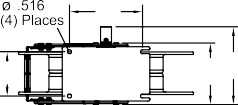 ø .516
(4) Places